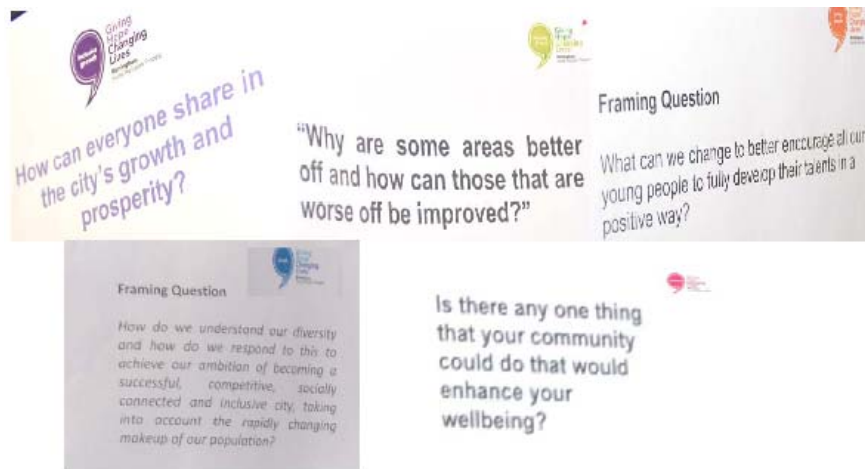 Giving
Hope
Changing
Lives
How can everyone share in
the city's growth and
prosperity?
"Why are some areas better
off and how can those that are
worse off be improved?"
Framing Question
What can we change to better encourage all our
young people to fully develop their talents in a
positive way?
Framing Question
How do we understand our diversity
and how do we respond to this to
achieve our ambition of becoming a
successful, competitive, socially
connected and inclusive city, taking
into account the rapidly changing
makeup of our population?
Is there any one thing
that your community
could do that would
enhance your
wellbeing?